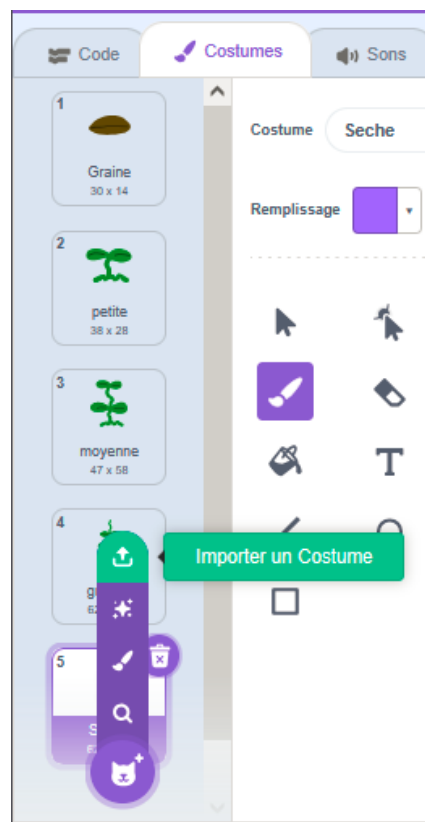 Code
Costumes
Sons
1
Graine
30 x 14
2
petite
38 x 28
3
moyenne
47 x 58
4
5
Costume
Seche
Remplissage
T
Importer un Costume